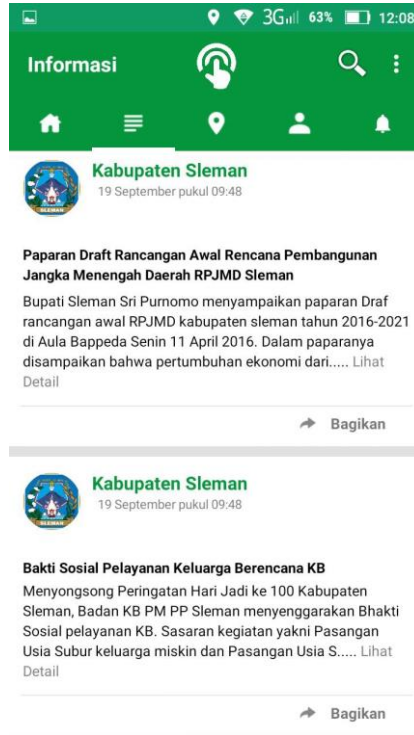 3G 63% 12:08
Informasi
Kabupaten Sleman
19 September pukul 09:48
SLEMAN
Paparan Draft Rancangan Awal Rencana Pembangunan
Jangka Menengah Daerah RPJMD Sleman
Bupati Sleman Sri Purnomo menyampaikan paparan Draf
rancangan awal RPJMD kabupaten sleman tahun 2016-2021
di Aula Bappeda Senin 11 April 2016. Dalam paparanya
disampaikan bahwa pertumbuhan ekonomi dari..... Lihat
Detail
Bagikan
Kabupaten Sleman
19 September pukul 09:48
SLEMAN
Bakti Sosial Pelayanan Keluarga Berencana KB
Menyongsong Peringatan Hari Jadi ke 100 Kabupaten
Sleman, Badan KB PM PP Sleman menyenggarakan Bhakti
Sosial pelayanan KB. Sasaran kegiatan yakni Pasangan
Usia Subur keluarga miskin dan Pasangan Usia S..... Lihat
Detail
Bagikan